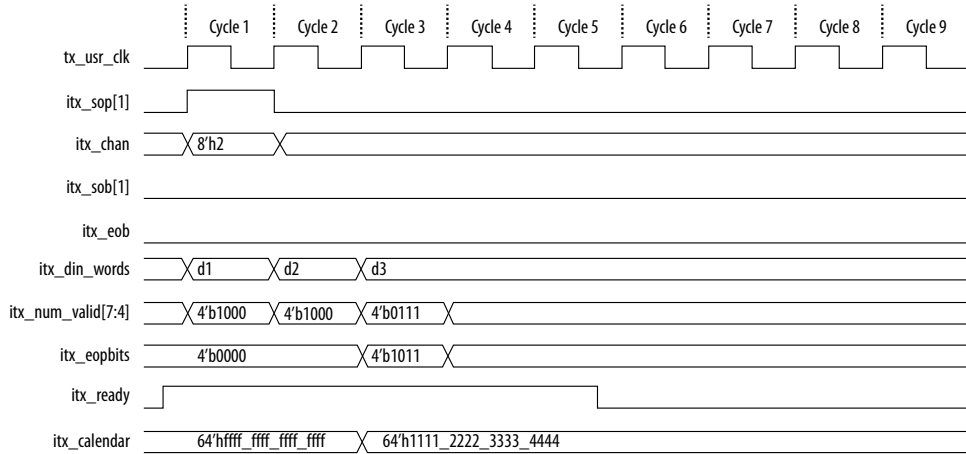 Cycle 1 Cycle 2 Cycle 3 Cycle 4 Cycle 5 Cycle 6 Cycle 7 Cycle 8 Cycle 9
tx_usr_clk
itx_sop[1]
itx_chan 8’h2
itx_sob[1]
itx_eob
itx_din_words d1 d2 d3
itx_num_valid[7:4] 4’b1000 4’b1000 4’b0111
itx_eopbits 4’b0000 4’b1011
itx_ready
itx_calendar 64’hffff_ffff_ffff_ffff 64’h1111_2222_3333_4444